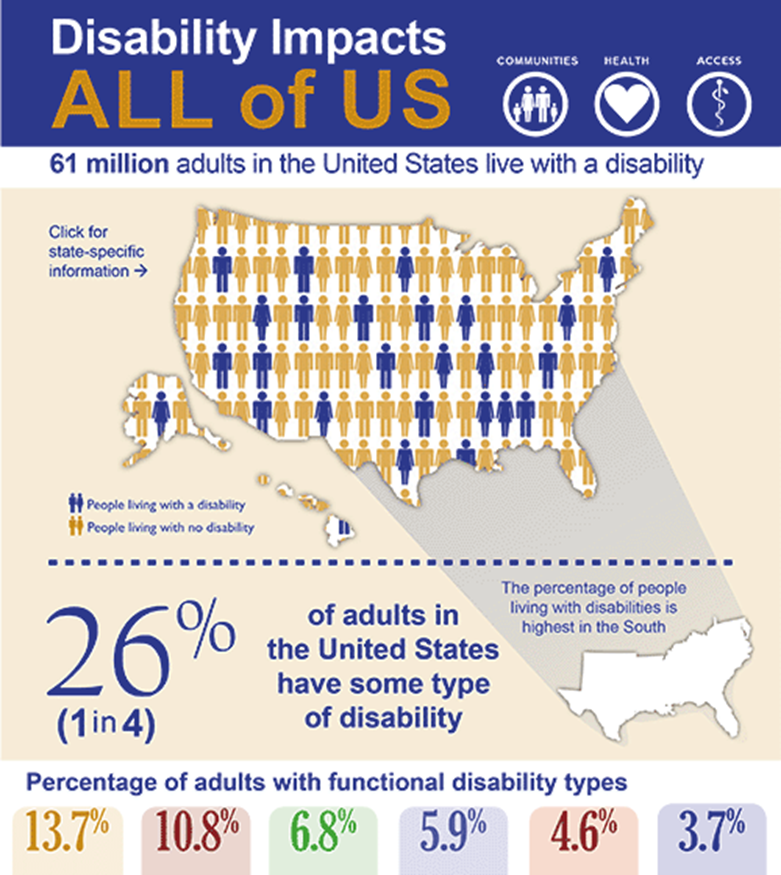 Disability Impacts
ALL of US
COMMUNITIES
HEALTH
ACCESS
61 million adults in the United States live with a disability
Click for
state-specific
information →
People living with a disability
People living with no disability
26%
(1 in 4)
of adults in
the United States
have some type
of disability
The percentage of people
living with disabilities is
highest in the South
Percentage of adults with functional disability types
13.7%
10.8%
6.8%
5.9%
4.6%
3.7%